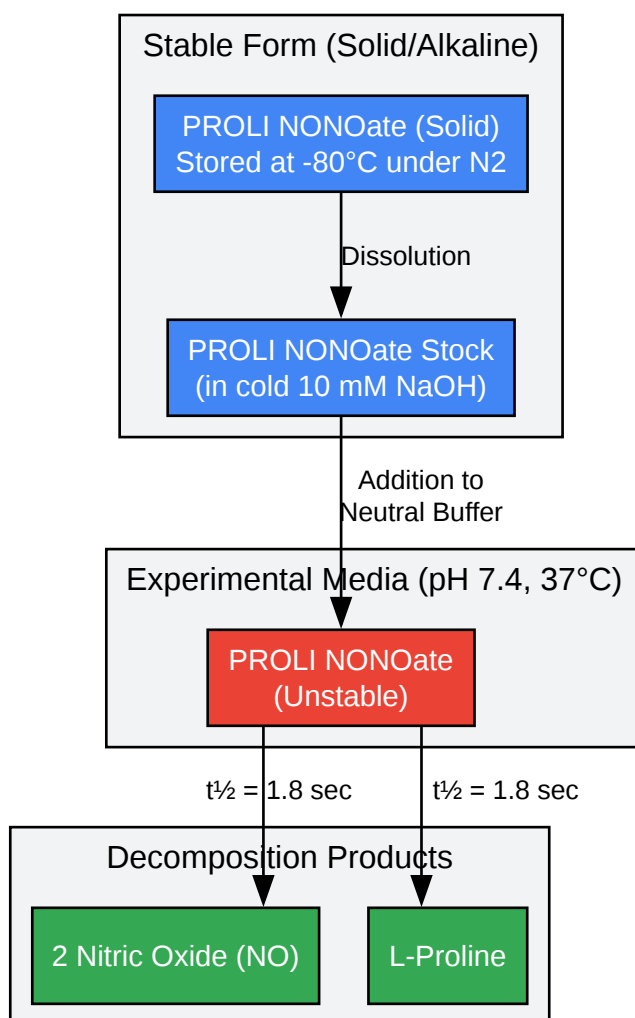 Stable Form (Solid/Alkaline)
PROLI NONOate (Solid)
Stored at -80°C under N2
Dissolution
PROLI NONOate Stock
(in cold 10 mM NaOH)
Addition to
Neutral Buffer
Experimental Media (pH 7.4, 37°C)
PROLI NONOate
(Unstable)
t½ = 1.8 sec
t½ = 1.8 sec
Decomposition Products
2 Nitric Oxide (NO)
L-Proline